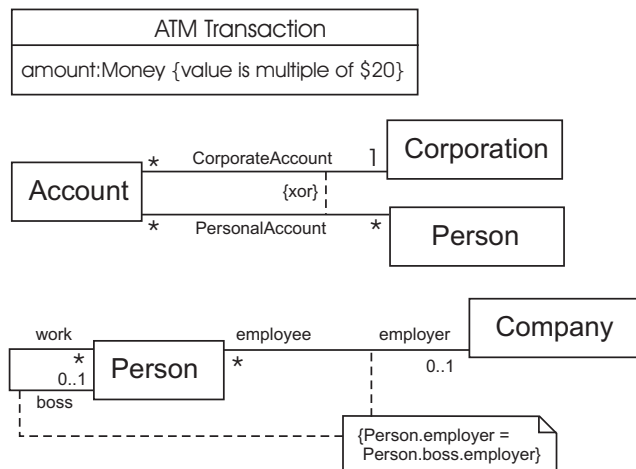 ATM Transaction
amount:Money {value is multiple of $20}
* CorporateAccount 1
Corporation
Account
{xor}
* PersonalAccount *
Person
work
*
0..1
boss
Person
employee
*
employer
0..1
Company
{Person.employer =
Person.boss.employer}